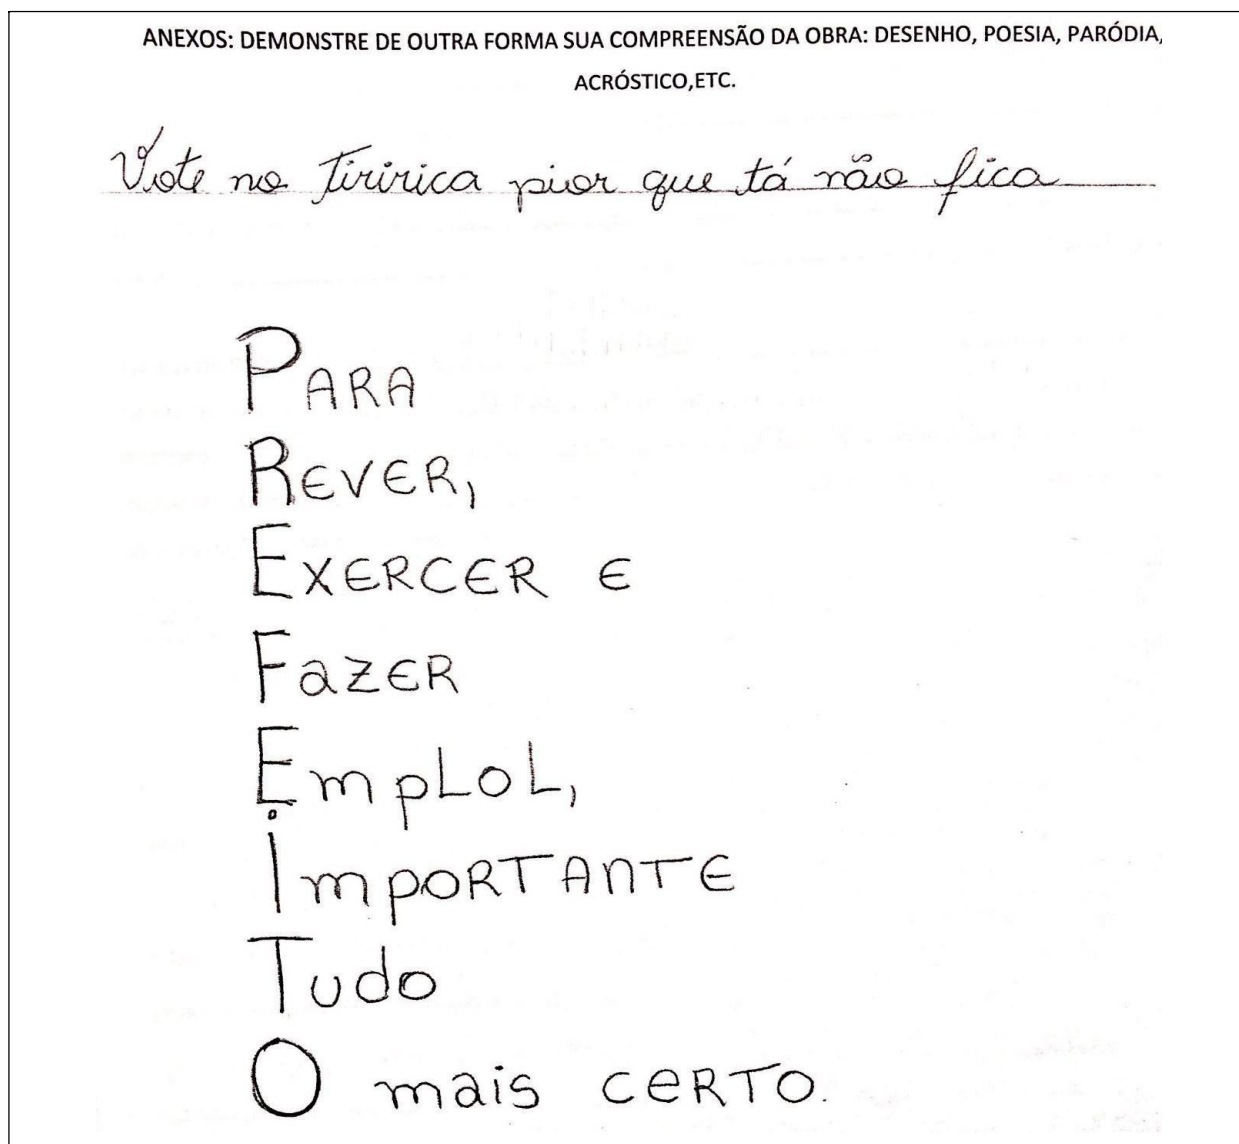 ANEXOS: DEMONSTRE DE OUTRA FORMA SUA COMPREENSÃO DA OBRA: DESENHO, POESIA, PARÓDIA,
ACRÓSTICO,ETC.
Vote no Tiririca pior que tá não fica
PARA
REVER,
EXERCER E
FazER
EmpLoL,
ImpoRTAnTE
Tudo
O mais ceRTO.